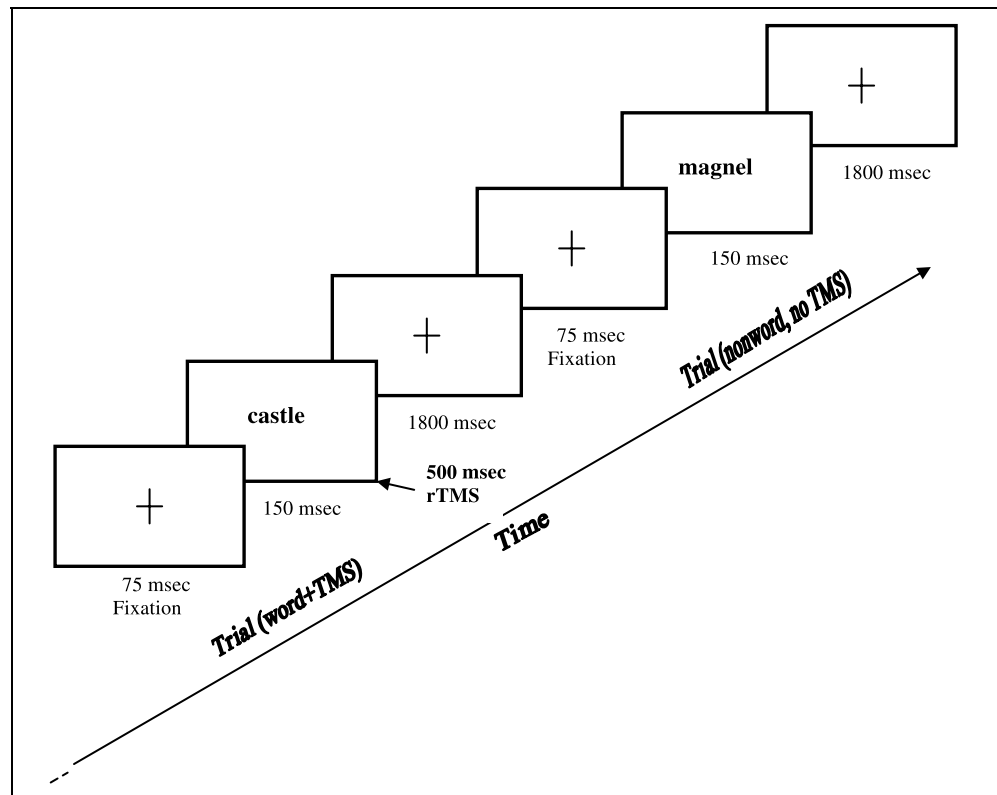 magnel
1800 msec
150 msec
75 msec
Fixation
Trial (nonword, no TMS)
castle
1800 msec
500 msec
rTMS
150 msec
Time
75 msec
Fixation
Trial (word+TMS)